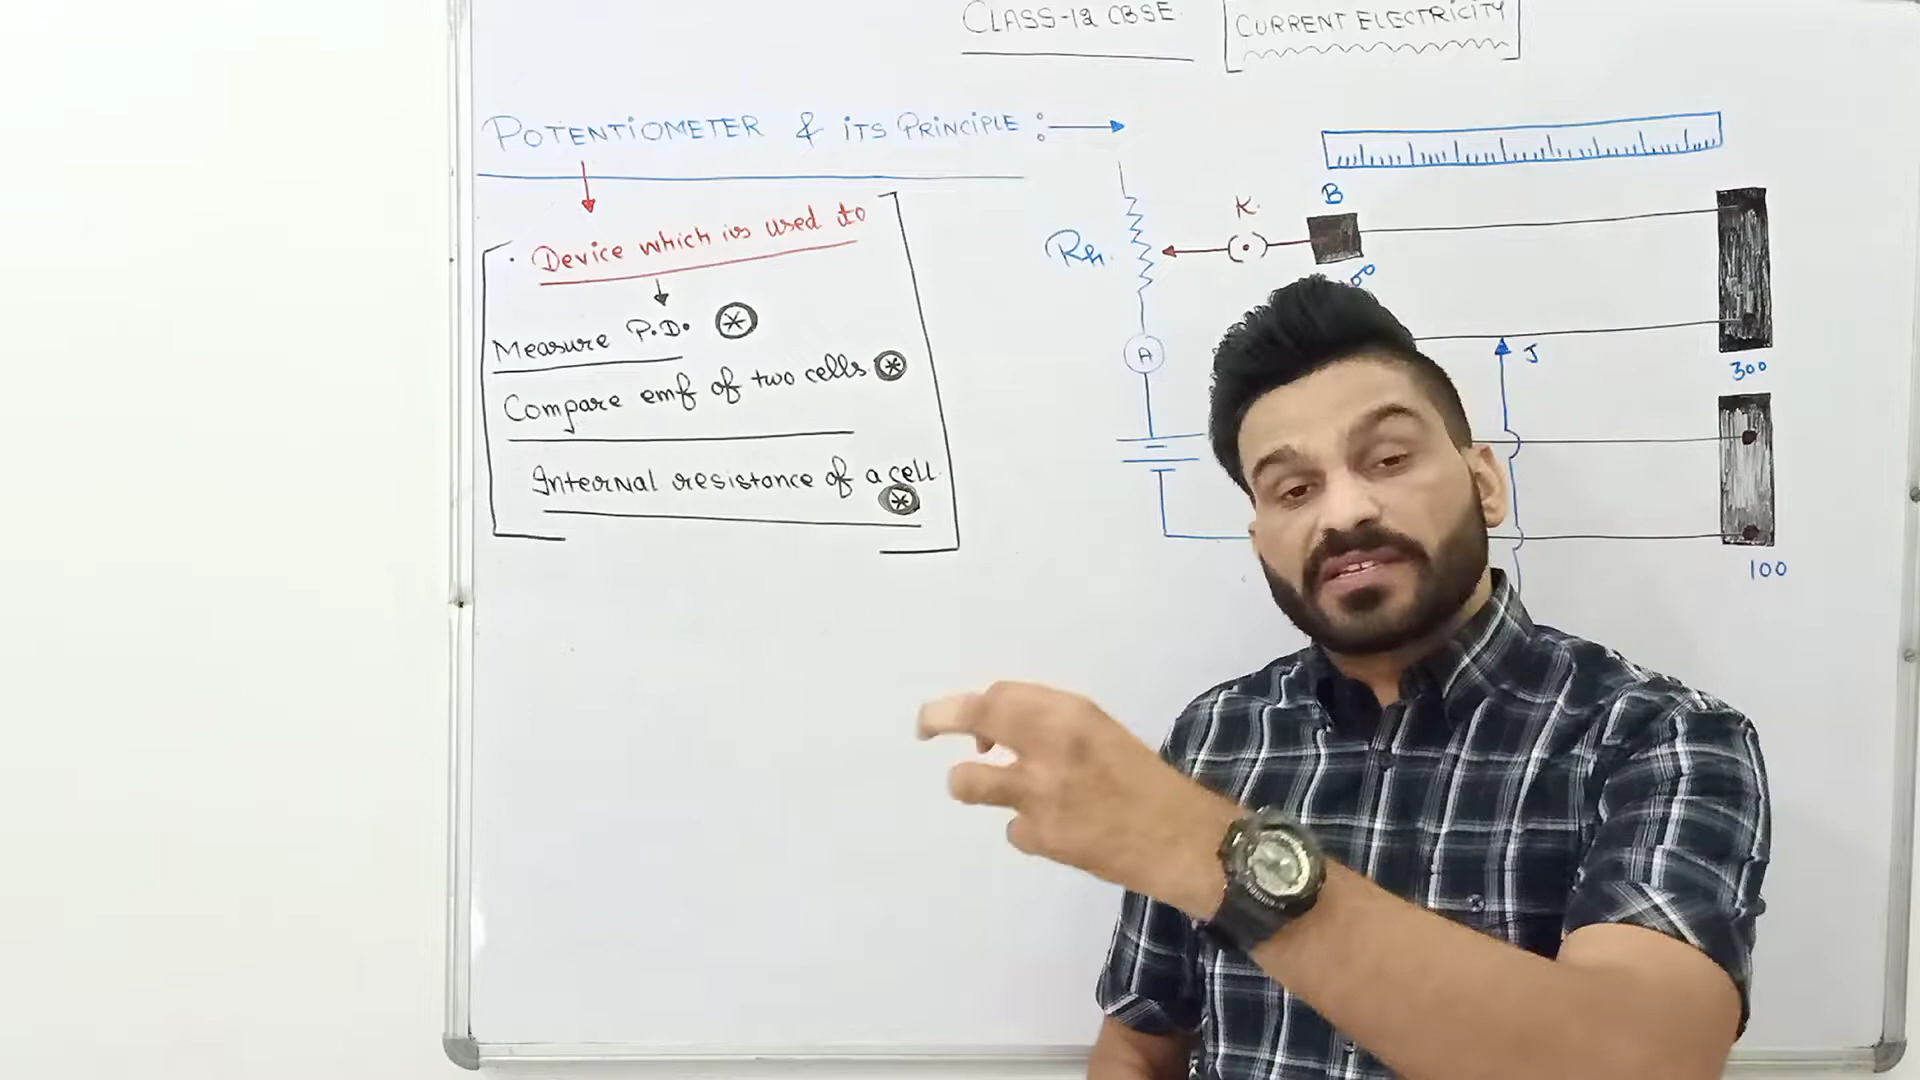 CLASS-12 CBSE
CURRENT ELECTRICITY
POTENTIOMETER & ITS PRINCIPLE :
Device which is used to
Measure P.D.
Compare emf of two cells
Internal resistance of a cell
Rh.
K.
B
A
J
300
100